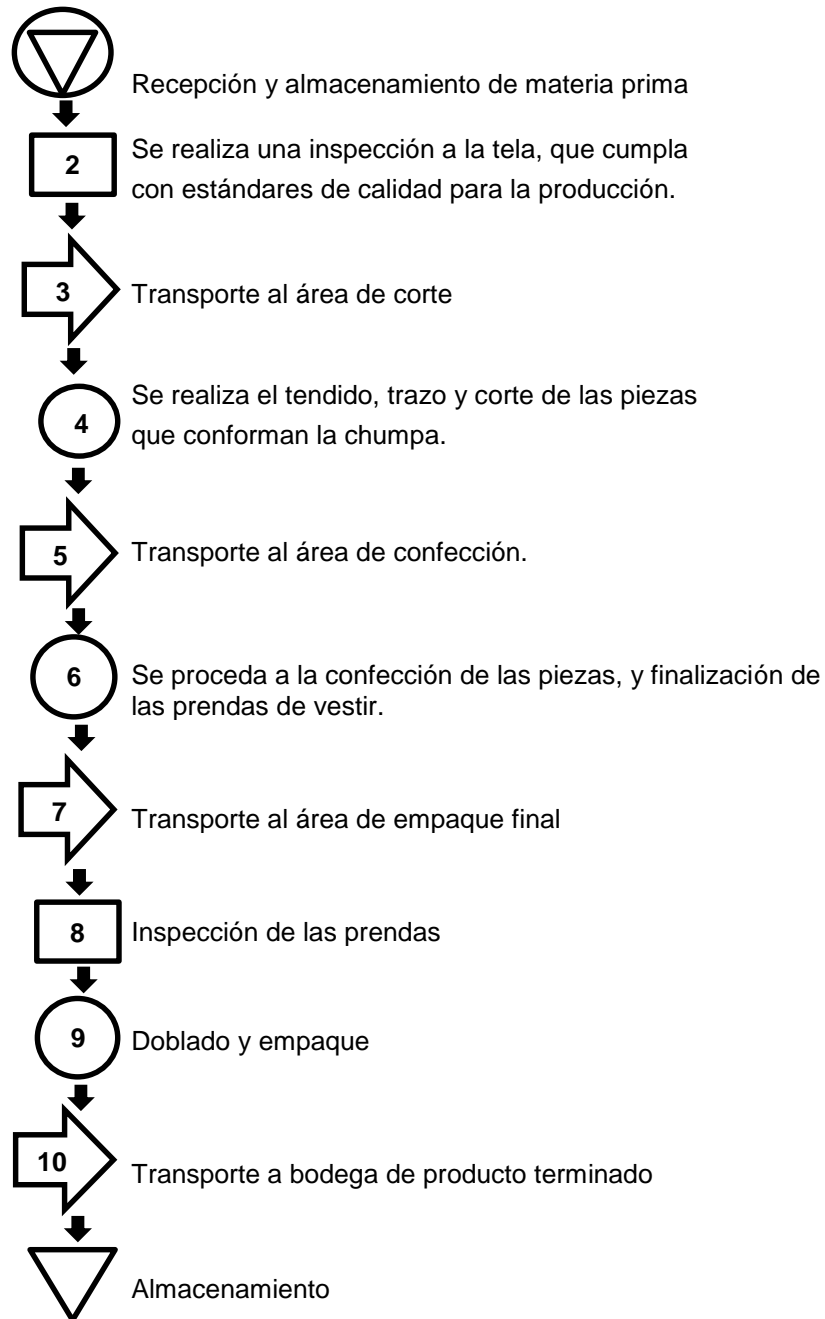 Recepción y almacenamiento de materia prima
2
Se realiza una inspección a la tela, que cumpla
con estándares de calidad para la producción.
3
Transporte al área de corte
4
Se realiza el tendido, trazo y corte de las piezas
que conforman la chumpa.
5
Transporte al área de confección.
6
Se proceda a la confección de las piezas, y finalización de
las prendas de vestir.
7
Transporte al área de empaque final
8
Inspección de las prendas
9
Doblado y empaque
10
Transporte a bodega de producto terminado
Almacenamiento